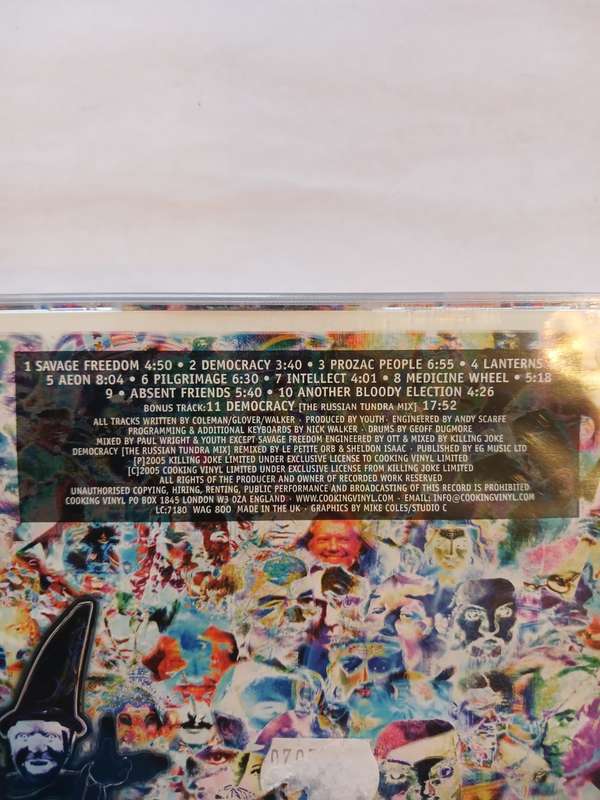 1 SAVAGE FREEDOM 4:50 • 2 DEMOCRACY 3:40 • 3 PROZAC PEOPLE 6:55 • 4 LANTERNS
5 AEON 8:04 • 6 PILGRIMAGE 6:30 • 7 INTELLECT 4:01 • 8 MEDICINE WHEEL • 5:18
9 • ABSENT FRIENDS 5:40 • 10 ANOTHER BLOODY ELECTION 4:26
BONUS TRACK:11 DEMOCRACY [THE RUSSIAN TUNDRA MIX] 17:52
ALL TRACKS WRITTEN BY COLEMAN/GLOVER/WALKER · PRODUCED BY YOUTH · ENGINEERED BY ANDY SCARFE
PROGRAMMING & ADDITIONAL KEYBOARDS BY NICK WALKER · DRUMS BY GEOFF DUGMORE
MIXED BY PAUL WRIGHT & YOUTH EXCEPT SAVAGE FREEDOM ENGINEERED BY OTT & MIXED BY KILLING JOKE
DEMOCRACY [THE RUSSIAN TUNDRA MIX] REMIXED BY LE PETITE ORB & SHELDON ISAAC · PUBLISHED BY EG MUSIC LTD
[P]2005 KILLING JOKE LIMITED UNDER EXCLUSIVE LICENSE TO COOKING VINYL LIMITED
[C]2005 COOKING VINYL LIMITED UNDER EXCLUSIVE LICENSE FROM KILLING JOKE LIMITED
ALL RIGHTS OF THE PRODUCER AND OWNER OF RECORDED WORK RESERVED
UNAUTHORISED COPYING, HIRING, RENTING, PUBLIC PERFORMANCE AND BROADCASTING OF THIS RECORD IS PROHIBITED
COOKING VINYL PO BOX 1845 LONDON W3 0ZA ENGLAND · WWW.COOKINGVINYL.COM · EMAIL: INFO@COOKINGVINYL.COM
LC:7180 WAG 800 MADE IN THE UK · GRAPHICS BY MIKE COLES/STUDIO C